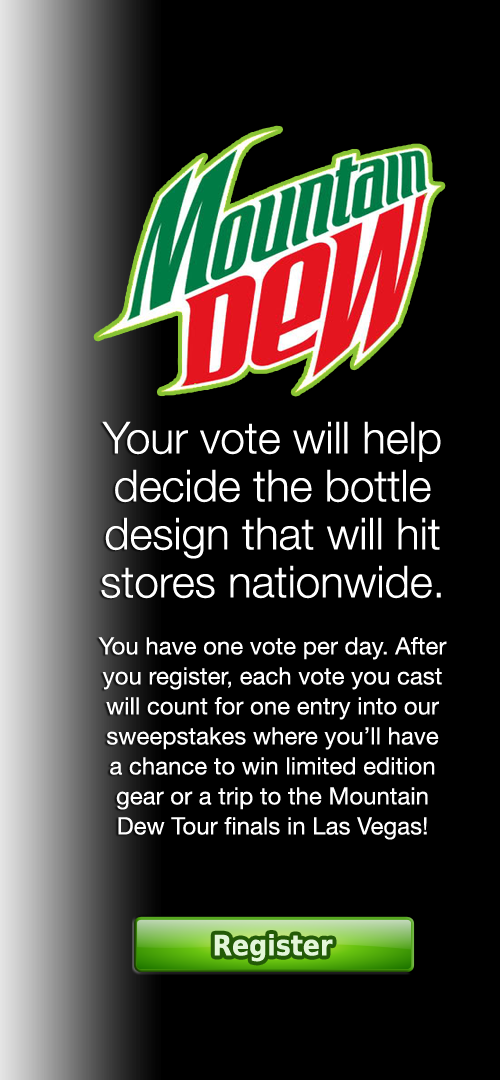 Mountain
Dew
Your vote will help
decide the bottle
design that will hit
stores nationwide.
You have one vote per day. After
you register, each vote you cast
will count for one entry into our
sweepstakes where you’ll have
a chance to win limited edition
gear or a trip to the Mountain
Dew Tour finals in Las Vegas!
Register